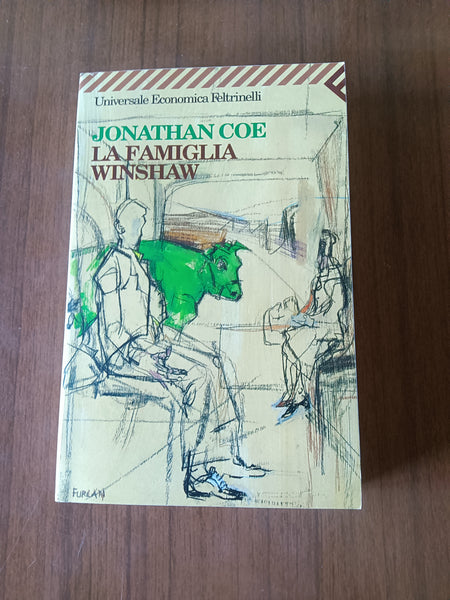 Universale Economica Feltrinelli
JONATHAN COE
LA FAMIGLIA
WINSHAW
FURLAN